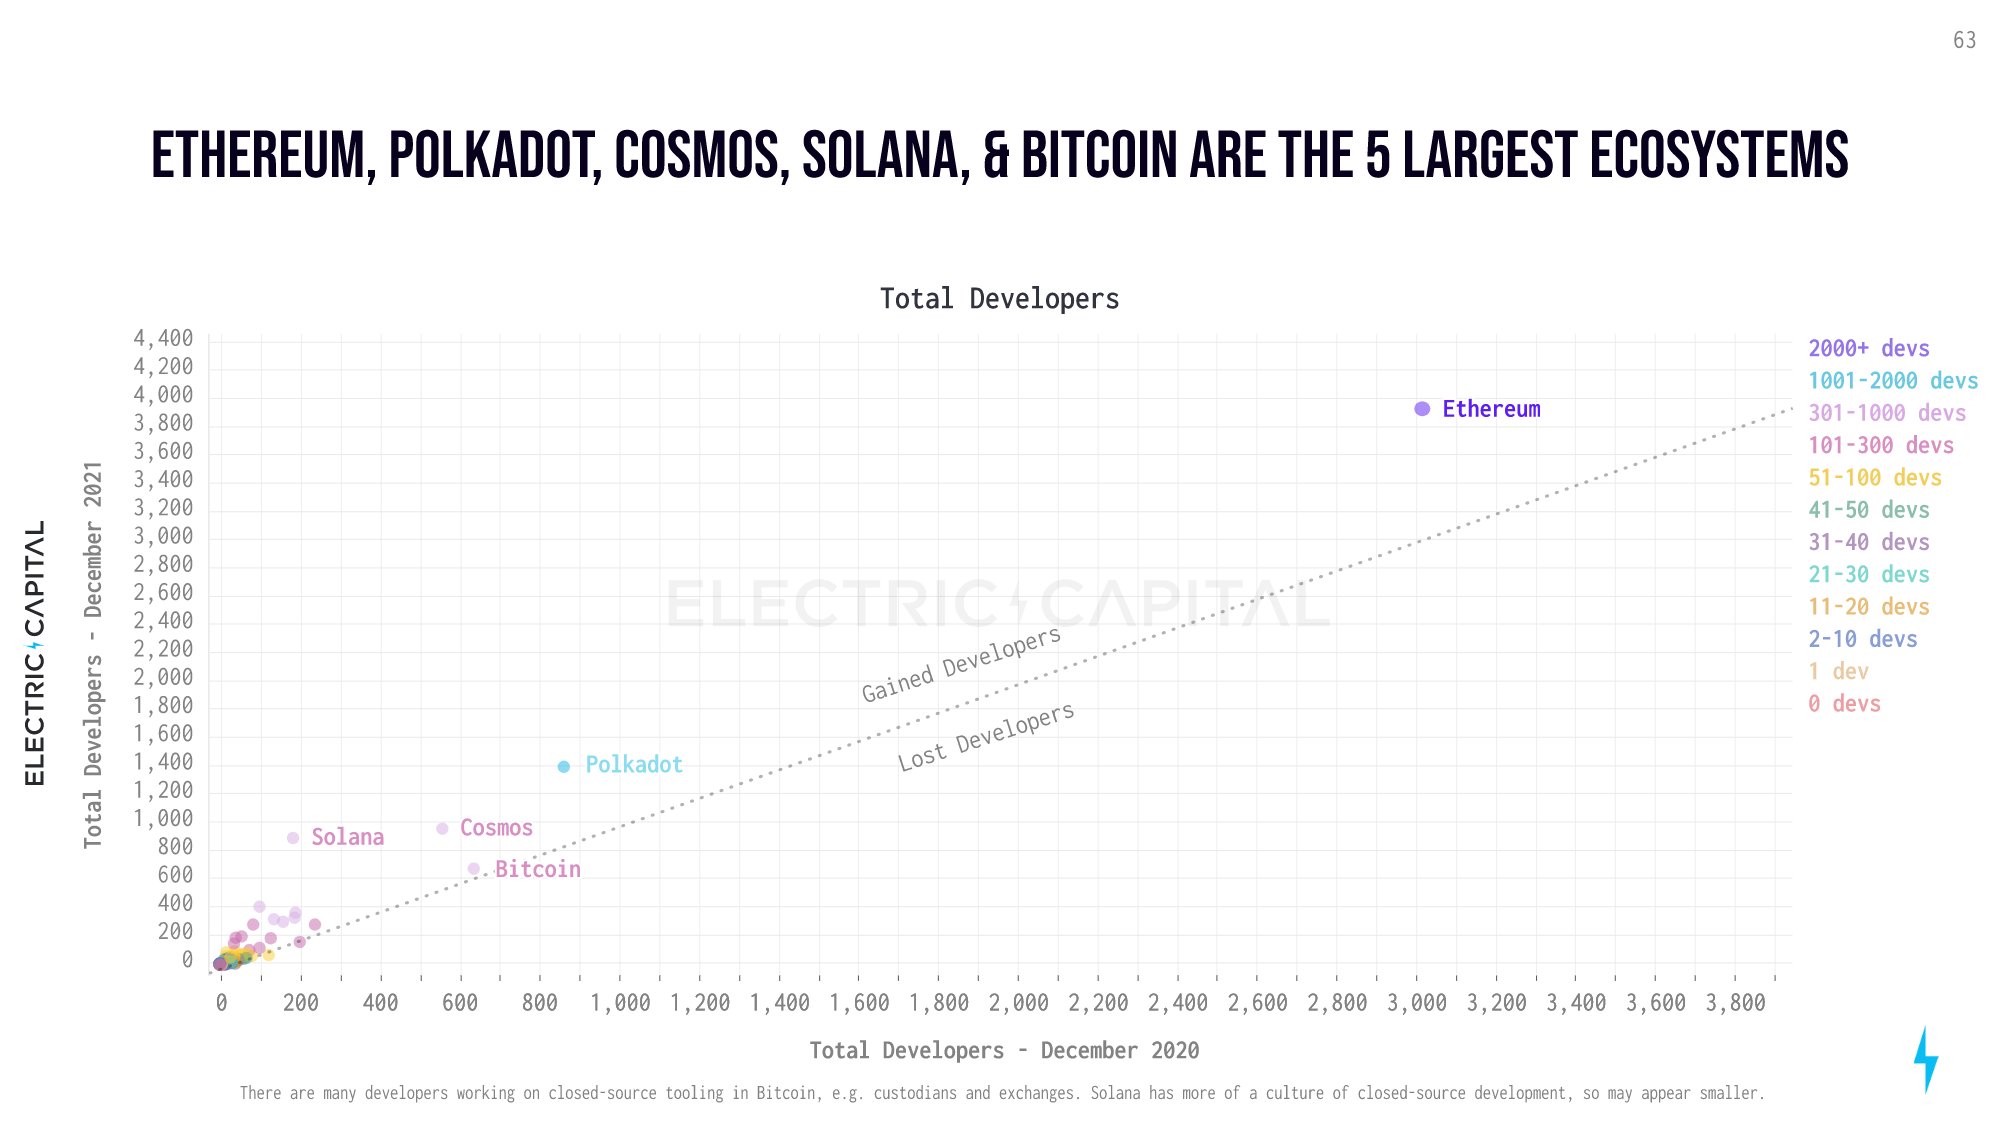 63
ETHEREUM, POLKADOT, COSMOS, SOLANA, & BITCOIN ARE THE 5 LARGEST ECOSYSTEMS
Total Developers
4,400
4,200
4,000
3,800
3,600
3,400
3,200
3,000
2,800
2,600
2,400
2,200
2,000
1,800
1,600
1,400
1,200
1,000
800
600
400
200
0
Total Developers - December 2021
ELECTRIC CAPITAL
ELECTRIC CAPITAL
Ethereum
Gained Developers
Lost Developers
Polkadot
Solana
Cosmos
Bitcoin
2000+ devs
1001-2000 devs
301-1000 devs
101-300 devs
51-100 devs
41-50 devs
31-40 devs
21-30 devs
11-20 devs
2-10 devs
1 dev
0 devs
0 200 400 600 800 1,000 1,200 1,400 1,600 1,800 2,000 2,200 2,400 2,600 2,800 3,000 3,200 3,400 3,600 3,800
Total Developers - December 2020
There are many developers working on closed-source tooling in Bitcoin, e.g. custodians and exchanges. Solana has more of a culture of closed-source development, so may appear smaller.